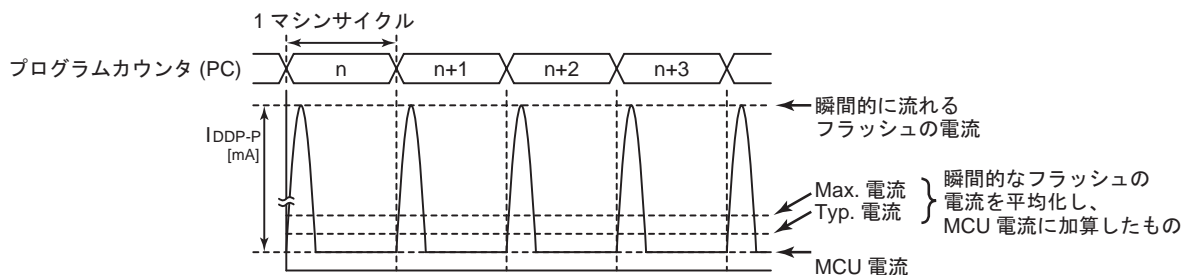 1 マシンサイクル
プログラムカウンタ (PC)
n
n+1
n+2
n+3
IDDP-P
[mA]
瞬間的に流れる
フラッシュの電流
Max. 電流
Typ. 電流
瞬間的なフラッシュの
電流を平均化し、
MCU 電流に加算したもの
MCU 電流